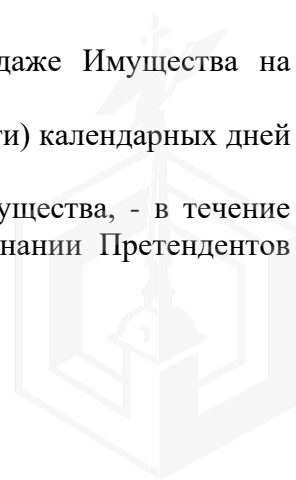 даже Имущества на
ти) календарных дней
ущества, - в течение
нании Претендентов